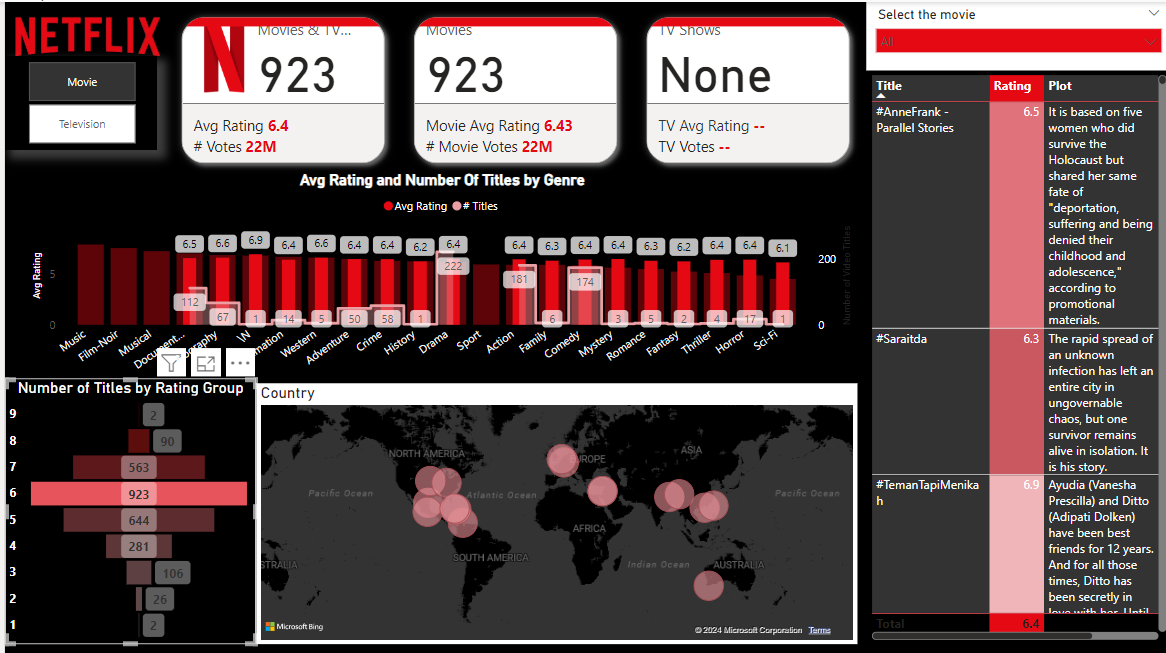 NETFLIX
Movie
Television
Movies & TV...
923
Avg Rating 6.4
# Votes 22M
Movies
923
Movie Avg Rating 6.43
# Movie Votes 22M
TV Shows
None
TV Avg Rating --
TV Votes --
Avg Rating and Number Of Titles by Genre
Avg Rating # Titles
6.5 6.6 6.9 6.4 6.6 6.4 6.4 6.2 6.4 6.4 6.3 6.4 6.4 6.3 6.2 6.4 6.4 6.1
Avg Rating
5
0
112 67 1 14 5 50 58 1 222 181 6 174 3 5 2 4 17 1
200
0
Number of Video Titles
Music Film-Noir Musical Document... \N Western Adventure Crime History Drama Sport Action Family Comedy Mystery Romance Fantasy Thriller Horror Sci-Fi
Number of Titles by Rating Group
9 2
8 90
7 563
6 923
5 644
4 281
3 106
2 26
1 2
Country
NORTH AMERICA
EUROPE
ASIA
Pacific Ocean
Atlantic Ocean
Pacific Ocean
AFRICA
SOUTH AMERICA
Indian Ocean
STRALIA
AUSTRALIA
Microsoft Bing
© 2024 Microsoft Corporation Terms
Select the movie
All
Title Rating Plot
#AnneFrank -
Parallel Stories
6.5
It is based on five
women who did
survive the
Holocaust but
shared her same
fate of
"deportation,
suffering and being
denied their
childhood and
adolescence,"
according to
promotional
materials.
#Saraitda
6.3
The rapid spread of
an unknown
infection has left an
entire city in
ungovernable
chaos, but one
survivor remains
alive in isolation. It
is his story.
#TemanTapiMenika
h
6.9
Ayudia (Vanesha
Prescilla) and Ditto
(Adipati Dolken)
have been best
friends for 12 years.
And for all those
times, Ditto has
been secretly in
love with her. Until
Total 6.4